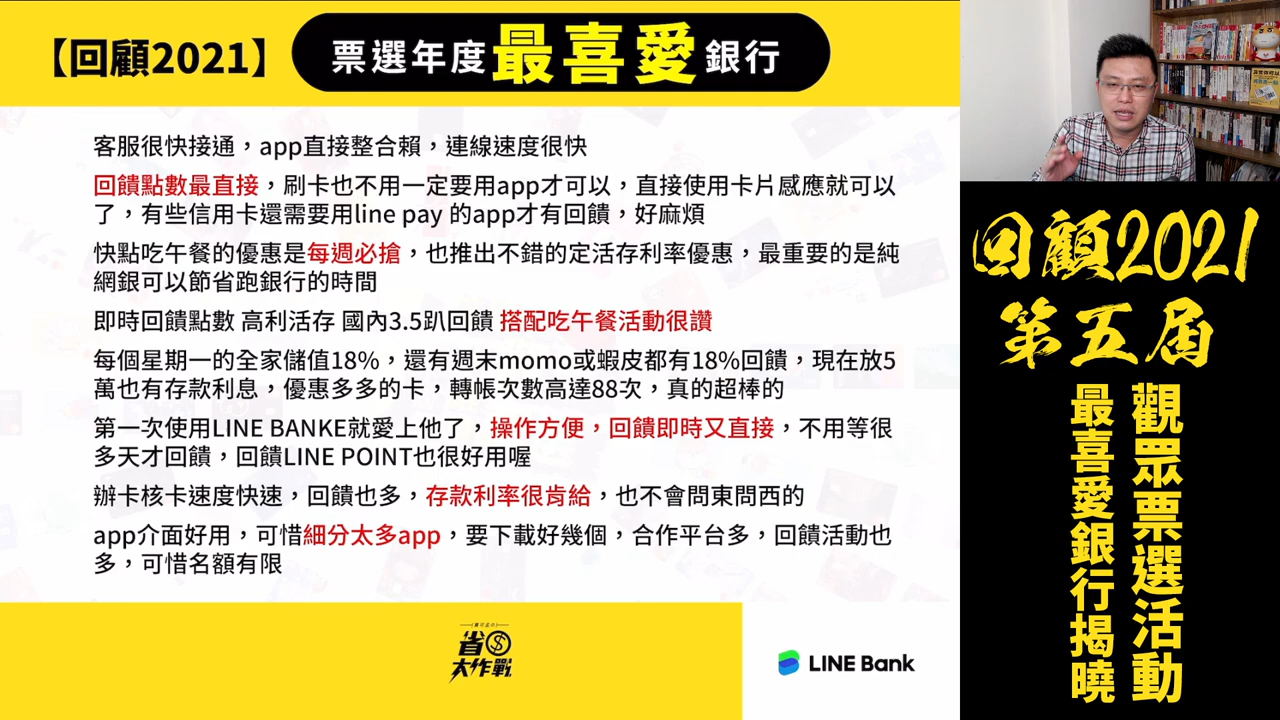 【回顧2021】
票選年度最喜愛銀行
客服很快接通，app直接整合賴，連線速度很快
回饋點數最直接，刷卡也不用一定要用app才可以，直接使用卡片感應就可以
了，有些信用卡還需要用line pay 的app才有回饋，好麻煩
快點吃午餐的優惠是每週必搶，也推出不錯的定活存利率優惠，最重要的是純
網銀可以節省跑銀行的時間
即時回饋點數 高利活存 國內3.5趴回饋 搭配吃午餐活動很讚
每個星期一的全家儲值18%，還有週末momo或蝦皮都有18%回饋，現在放5
萬也有存款利息，優惠多多的卡，轉帳次數高達88次，真的超棒的
第一次使用LINE BANKE就愛上他了，操作方便，回饋即時又直接，不用等很
多天才回饋，回饋LINE POINT也很好用喔
辦卡核卡速度快速，回饋也多，存款利率很肯給，也不會問東問西的
app介面好用，可惜細分太多app，要下載好幾個，合作平台多，回饋活動也
多，可惜名額有限
省大作戰
LINE Bank
回顧2021
第五屆
觀眾票選活動
最喜愛銀行揭曉